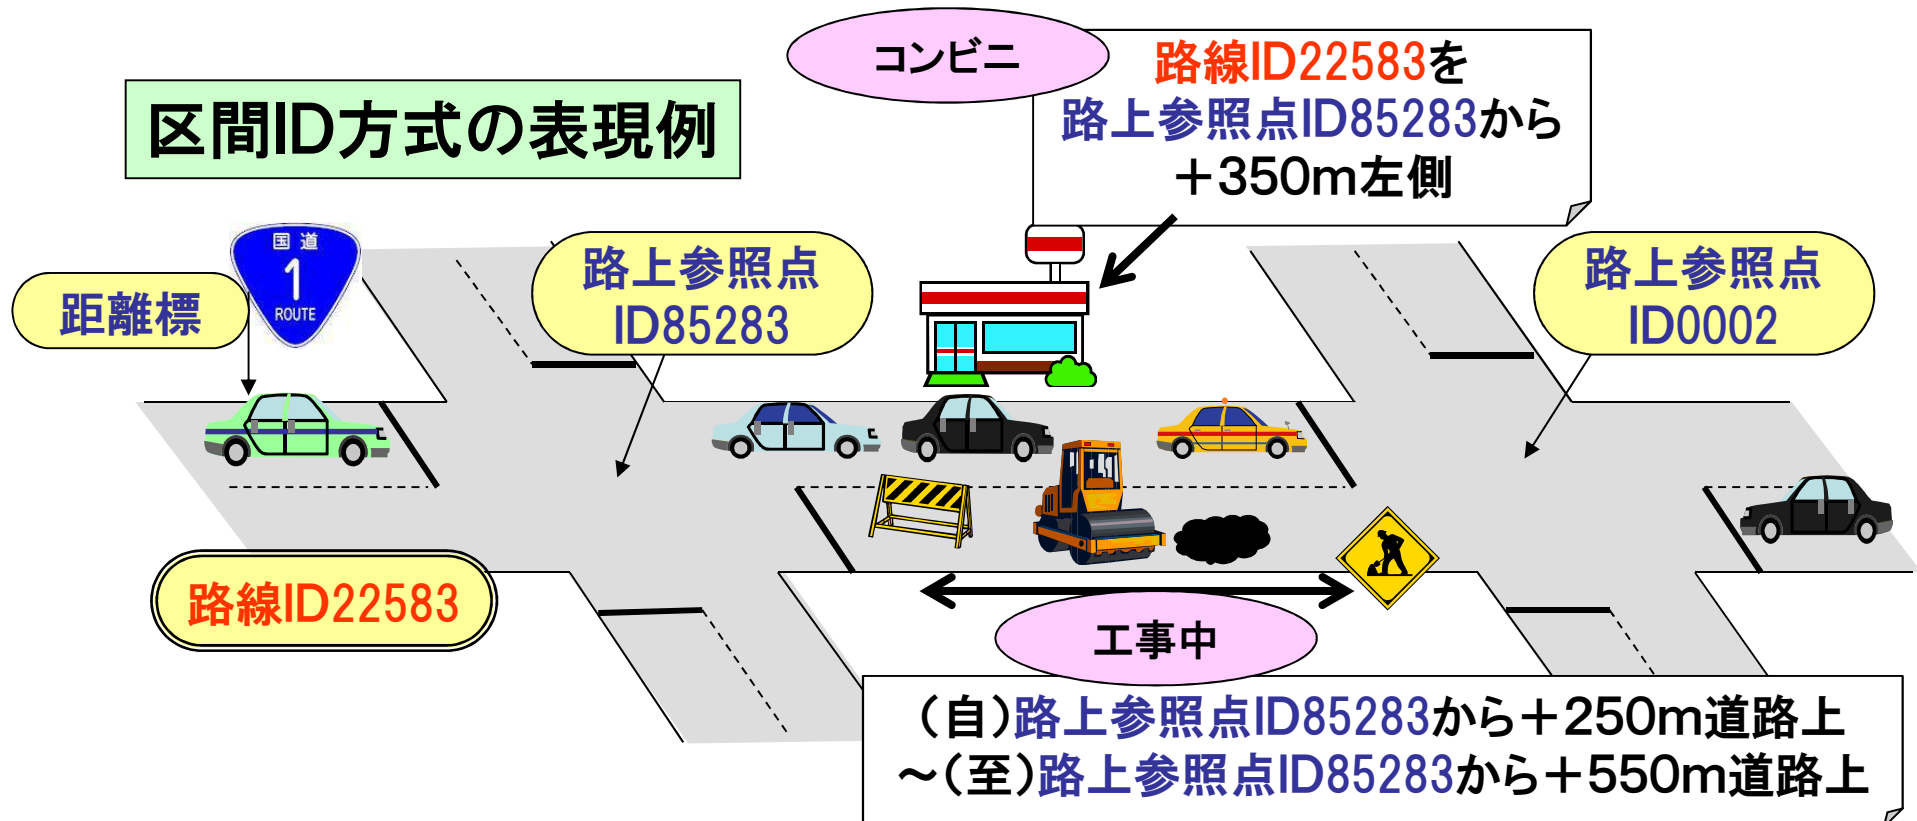 コンビニ
路線ID22583を
路上参照点ID85283から
＋350m左側
区間ID方式の表現例
国道
1
ROUTE
距離標
路上参照点
ID85283
路上参照点
ID0002
路線ID22583
工事中
（自）路上参照点ID85283から＋250m道路上
～（至）路上参照点ID85283から＋550m道路上